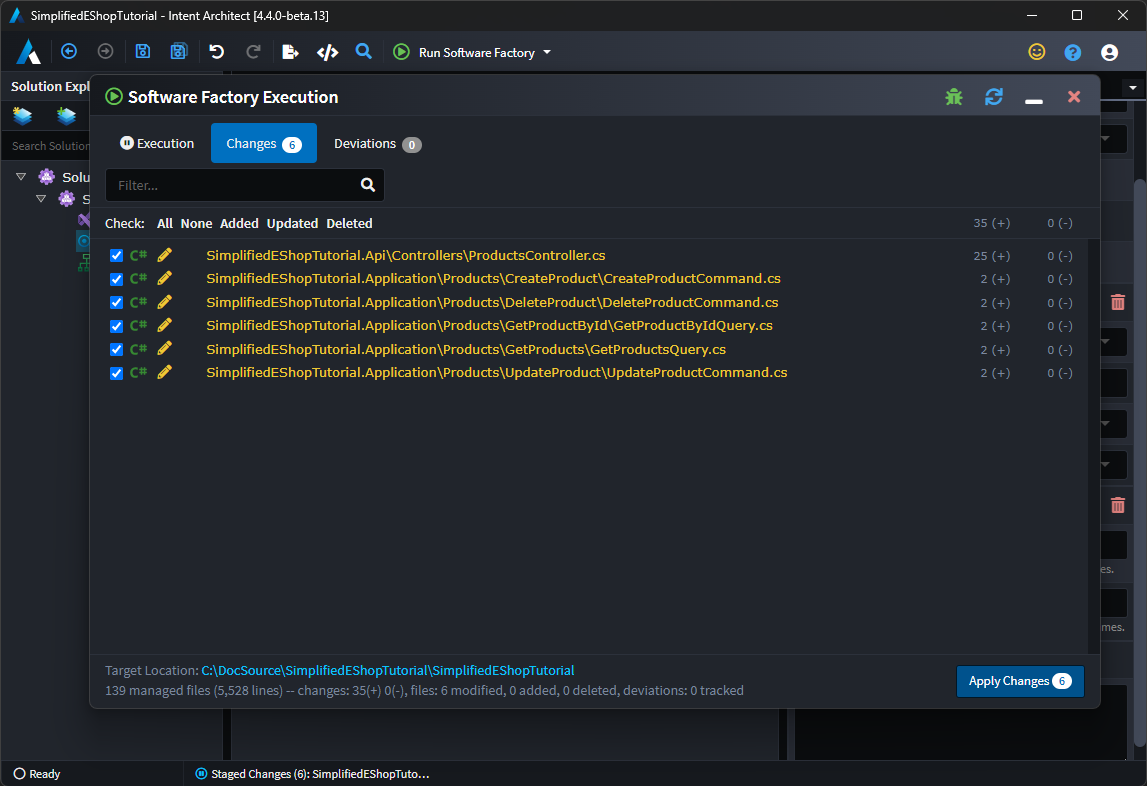 SimplifiedEShopTutorial - Intent Architect [4.4.0-beta.13]
Run Software Factory
Solution Expl
Software Factory Execution
Search Solution
Execution
Changes 6
Deviations 0
Filter...
Solu
S
Check: All None Added Updated Deleted 35 (+) 0 (-)
C# SimplifiedEShopTutorial.Api\Controllers\ProductsController.cs 25 (+) 0 (-)
C# SimplifiedEShopTutorial.Application\Products\CreateProduct\CreateProductCommand.cs 2 (+) 0 (-)
C# SimplifiedEShopTutorial.Application\Products\DeleteProduct\DeleteProductCommand.cs 2 (+) 0 (-)
C# SimplifiedEShopTutorial.Application\Products\GetProductById\GetProductByIdQuery.cs 2 (+) 0 (-)
C# SimplifiedEShopTutorial.Application\Products\GetProducts\GetProductsQuery.cs 2 (+) 0 (-)
C# SimplifiedEShopTutorial.Application\Products\UpdateProduct\UpdateProductCommand.cs 2 (+) 0 (-)
es.
mes.
Target Location: C:\DocSource\SimplifiedEShopTutorial\SimplifiedEShopTutorial
139 managed files (5,528 lines) -- changes: 35(+) 0(-), files: 6 modified, 0 added, 0 deleted, deviations: 0 tracked
Apply Changes 6
Ready
Staged Changes (6): SimplifiedEShopTuto...